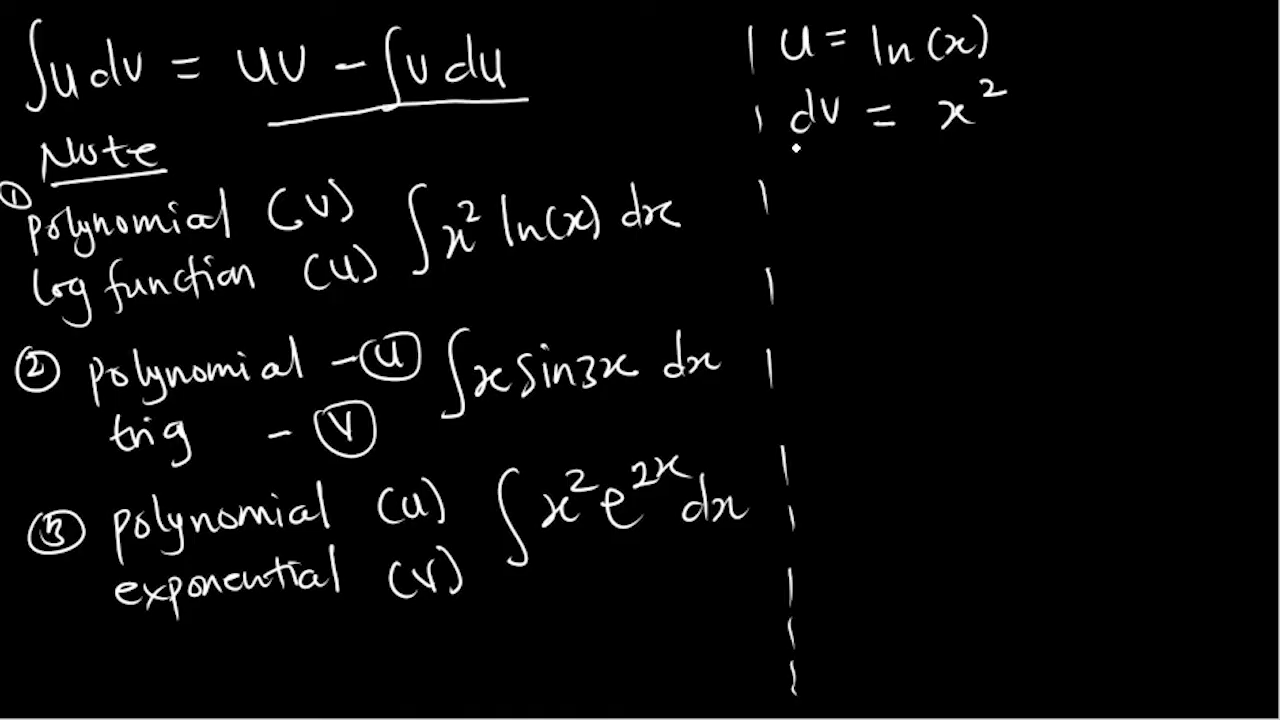 ∫u dv = uv - ∫v du
Note
① polynomial (v) ∫x² ln(x) dx
log function (u)
② polynomial - u ∫x sin3x dx
trig - v
③ polynomial (u) ∫x² e^{2x} dx
exponential (v)
u = ln(x)
dv = x²